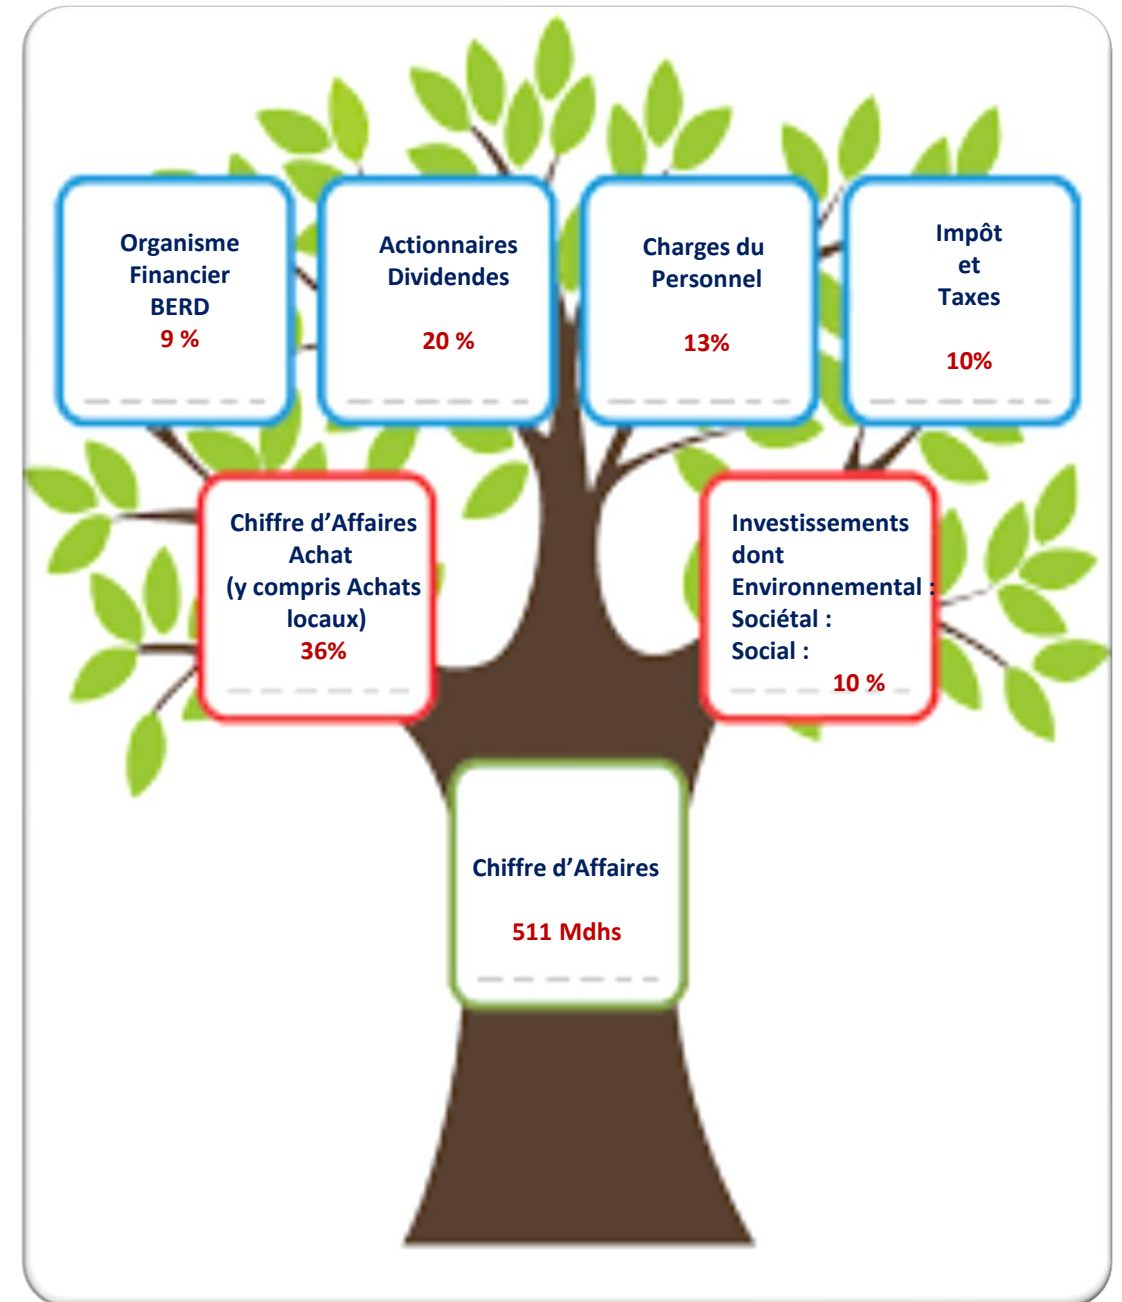 Organisme
Financier
BERD
9 %
Actionnaires
Dividendes
20 %
Charges du
Personnel
13%
Impôt
et
Taxes
10%
Chiffre d’Affaires
Achat
(y compris Achats
locaux)
36%
Investissements
dont
Environnemental :
Sociétal :
Social :
10 %
Chiffre d’Affaires
511 Mdhs